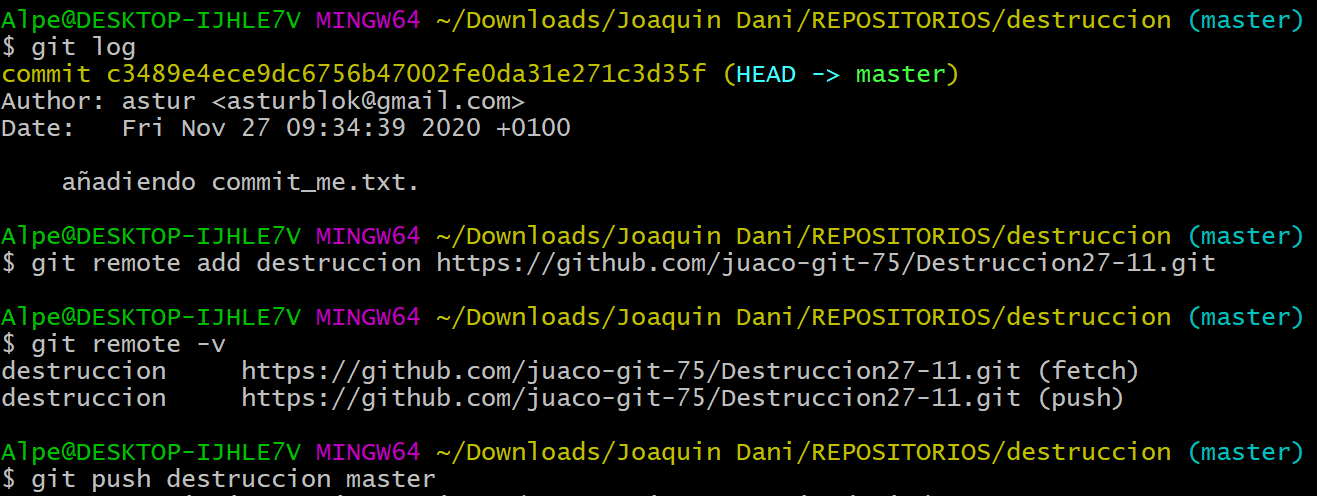 Alpe@DESKTOP-IJHLE7V MINGW64 ~/Downloads/Joaquin Dani/REPOSITORIOS/destruccion (master)
$ git log
commit c3489e4ece9dc6756b47002fe0da31e271c3d35f (HEAD -> master)
Author: astur <asturblok@gmail.com>
Date:   Fri Nov 27 09:34:39 2020 +0100
    añadiendo commit_me.txt.
Alpe@DESKTOP-IJHLE7V MINGW64 ~/Downloads/Joaquin Dani/REPOSITORIOS/destruccion (master)
$ git remote add destruccion https://github.com/juaco-git-75/Destruccion27-11.git
Alpe@DESKTOP-IJHLE7V MINGW64 ~/Downloads/Joaquin Dani/REPOSITORIOS/destruccion (master)
$ git remote -v
destruccion     https://github.com/juaco-git-75/Destruccion27-11.git (fetch)
destruccion     https://github.com/juaco-git-75/Destruccion27-11.git (push)
Alpe@DESKTOP-IJHLE7V MINGW64 ~/Downloads/Joaquin Dani/REPOSITORIOS/destruccion (master)
$ git push destruccion master